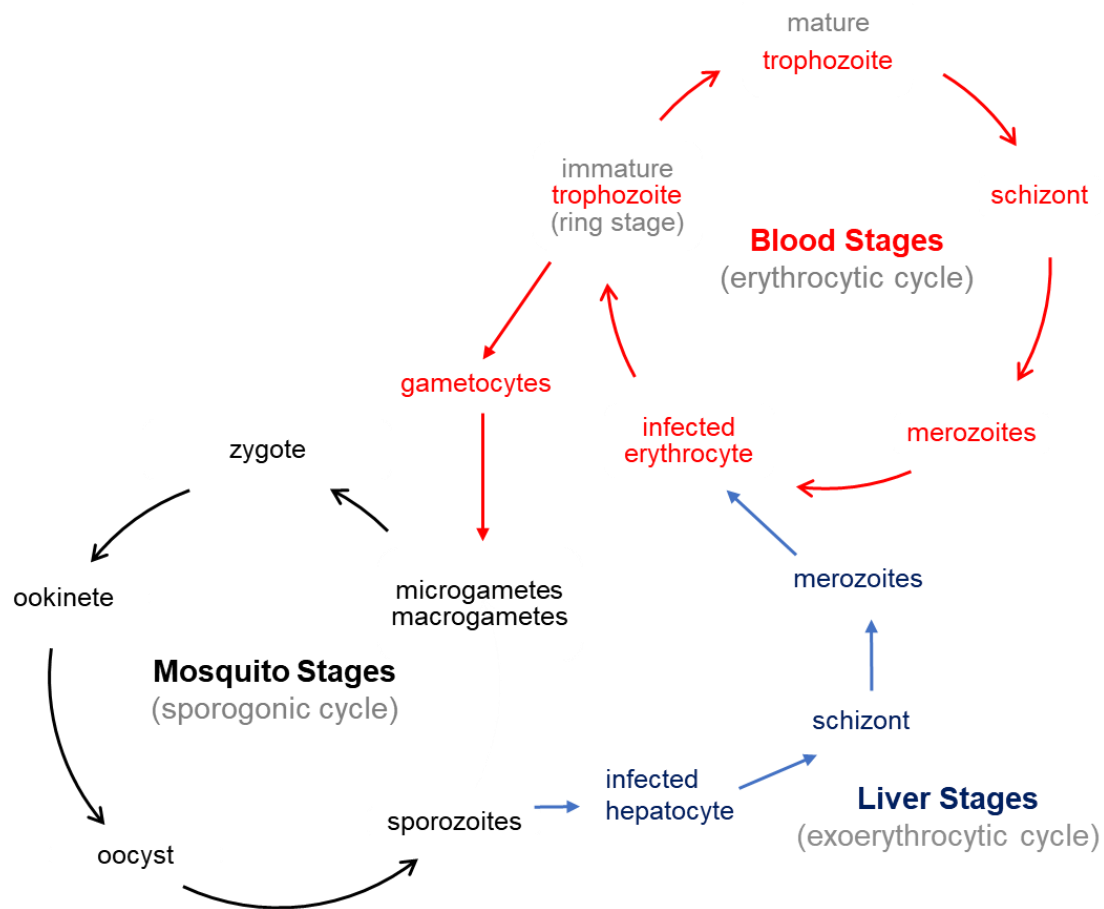 mature
trophozoite
immature
trophozoite
(ring stage)
schizont
Blood Stages
(erythrocytic cycle)
gametocytes
infected
erythrocyte
merozoites
zygote
merozoites
ookinete
microgametes
macrogametes
Mosquito Stages
(sporogonic cycle)
schizont
infected
hepatocyte
Liver Stages
(exoerythrocytic cycle)
sporozoites
oocyst